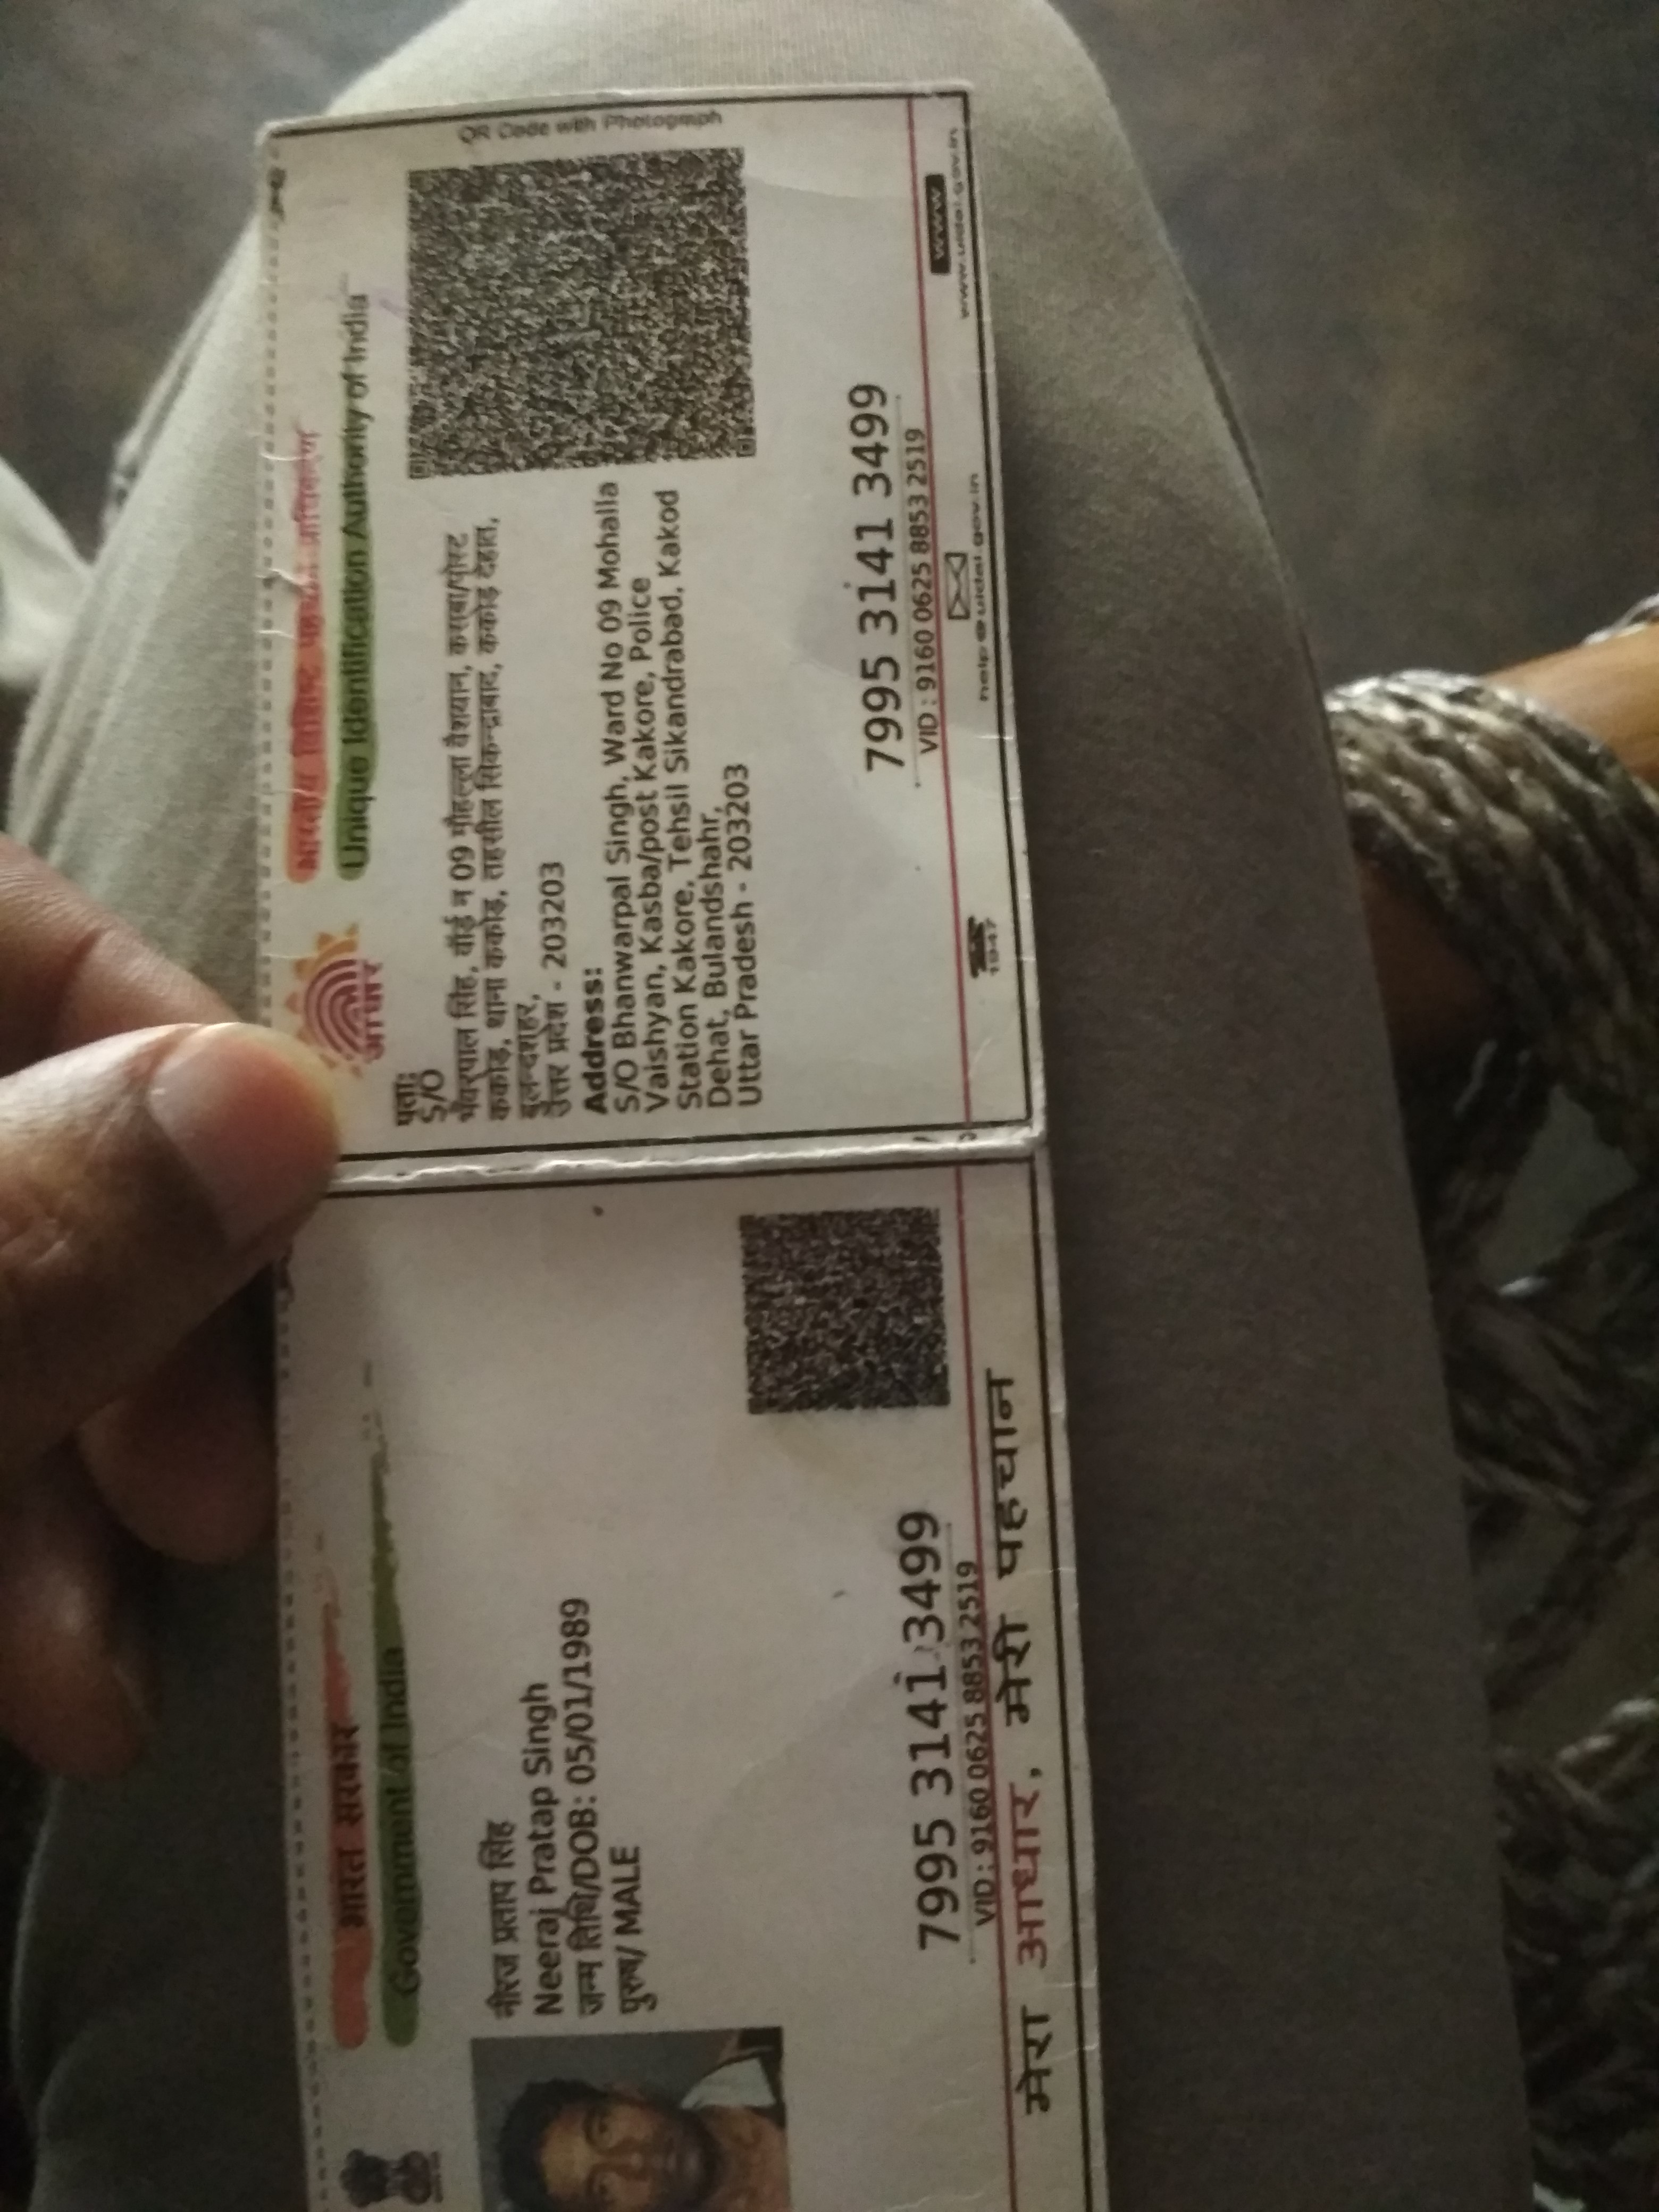 QR Code with Photograph
भारतीय विशिष्ट पहचान प्राधिकरण
Unique Identification Authority of India
आधार
पता:
S/O
भंवरपाल सिंह, वॉर्ड न 09 मौहल्ला वैशयान, कसबा/पोस्ट
ककोड़, थाना ककोड़, तहसील सिकन्द्राबाद, ककोड़ देहात,
बुलन्दशहर,
उत्तर प्रदेश - 203203
Address:
S/O Bhanwarpal Singh, Ward No 09 Mohalla
Vaishyan, Kasba/post Kakore, Police
Station Kakore, Tehsil Sikandrabad, Kakod
Dehat, Bulandshahr,
Uttar Pradesh - 203203
7995 3141 3499
VID : 9160 0625 8853 2519
1947
help@uidai.gov.in
www
www.uidai.gov.in
भारत सरकार
Government of India
नीरज प्रताप सिंह
Neeraj Pratap Singh
जन्म तिथि/DOB: 05/01/1989
पुरुष/ MALE
7995 3141 3499
VID : 9160 0625 8853 2519
मेरा आधार, मेरी पहचान